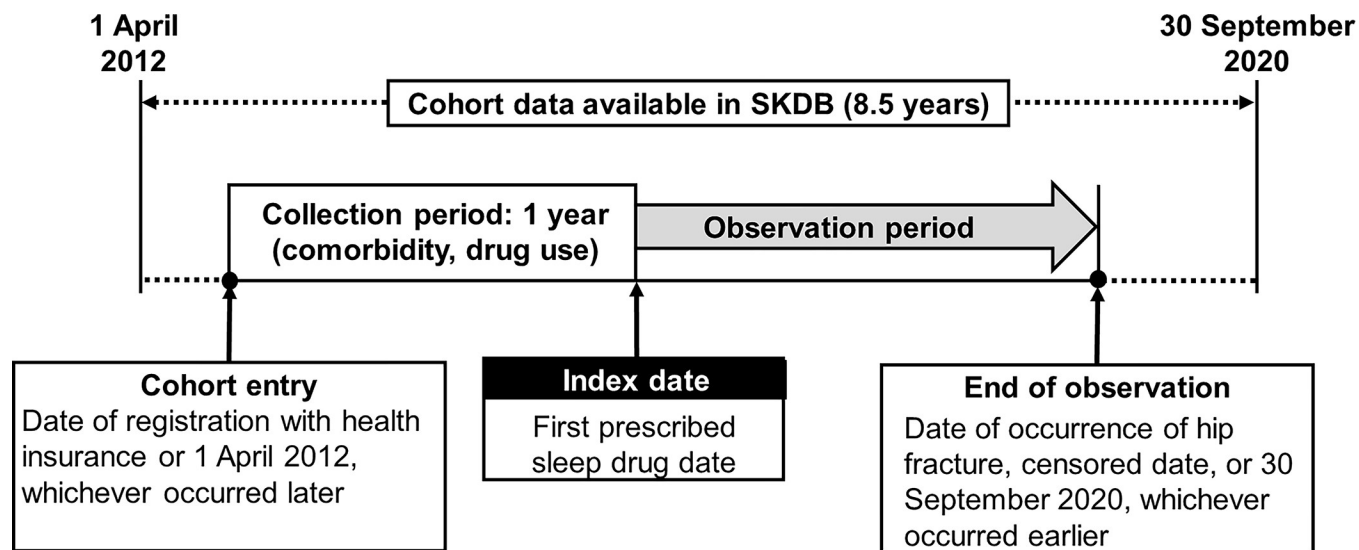 1 April
2012
30 September
2020
Cohort data available in SKDB (8.5 years)
Collection period: 1 year
(comorbidity, drug use)
Observation period
Cohort entry
Date of registration with health
insurance or 1 April 2012,
whichever occurred later
Index date
First prescribed
sleep drug date
End of observation
Date of occurrence of hip
fracture, censored date, or 30
September 2020, whichever
occurred earlier